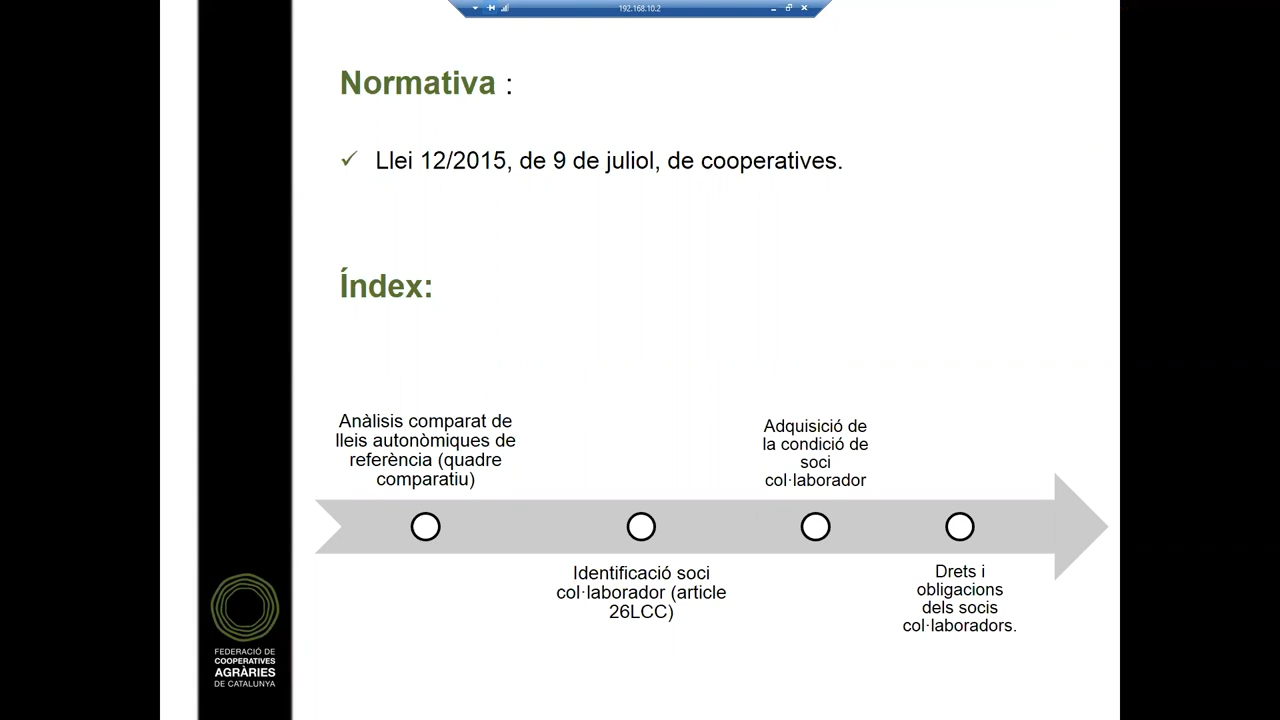 192.168.10.2
Normativa :
✓ Llei 12/2015, de 9 de juliol, de cooperatives.
Índex:
Anàlisis comparat de
lleis autonòmiques de
referència (quadre
comparatiu)
Identificació soci
col·laborador (article
26LCC)
Adquisició de
la condició de
soci
col·laborador
Drets i
obligacions
dels socis
col·laboradors.
FEDERACIÓ DE
COOPERATIVES
AGRÀRIES
DE CATALUNYA